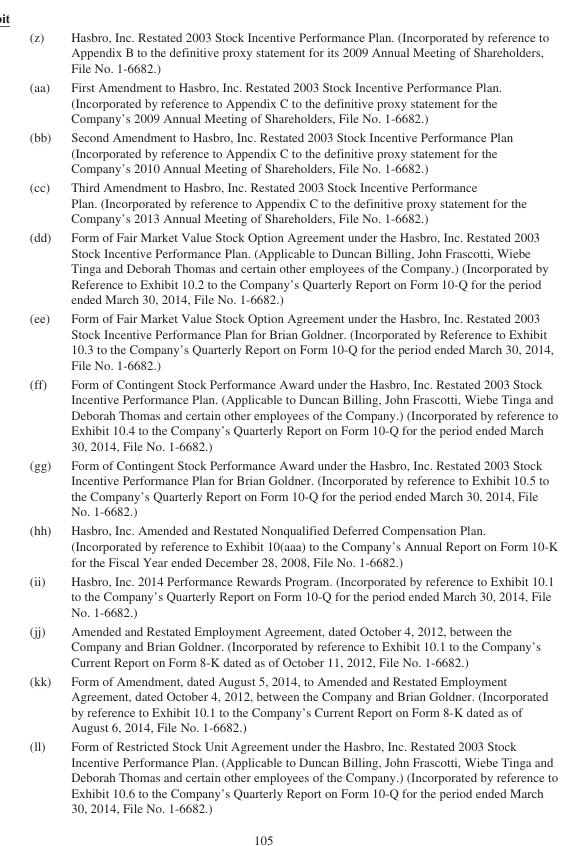 bit
(z) Hasbro, Inc. Restated 2003 Stock Incentive Performance Plan. (Incorporated by reference to
Appendix B to the definitive proxy statement for its 2009 Annual Meeting of Shareholders,
File No. 1-6682.)
(aa) First Amendment to Hasbro, Inc. Restated 2003 Stock Incentive Performance Plan.
(Incorporated by reference to Appendix C to the definitive proxy statement for the
Company's 2009 Annual Meeting of Shareholders, File No. 1-6682.)
(bb) Second Amendment to Hasbro, Inc. Restated 2003 Stock Incentive Performance Plan
(Incorporated by reference to Appendix C to the definitive proxy statement for the
Company's 2010 Annual Meeting of Shareholders, File No. 1-6682.)
(cc) Third Amendment to Hasbro, Inc. Restated 2003 Stock Incentive Performance
Plan. (Incorporated by reference to Appendix C to the definitive proxy statement for the
Company's 2013 Annual Meeting of Shareholders, File No. 1-6682.)
(dd) Form of Fair Market Value Stock Option Agreement under the Hasbro, Inc. Restated 2003
Stock Incentive Performance Plan. (Applicable to Duncan Billing, John Frascotti, Wiebe
Tinga and Deborah Thomas and certain other employees of the Company.) (Incorporated by
Reference to Exhibit 10.2 to the Company's Quarterly Report on Form 10-Q for the period
ended March 30, 2014, File No. 1-6682.)
(ee) Form of Fair Market Value Stock Option Agreement under the Hasbro, Inc. Restated 2003
Stock Incentive Performance Plan for Brian Goldner. (Incorporated by Reference to Exhibit
10.3 to the Company's Quarterly Report on Form 10-Q for the period ended March 30, 2014,
File No. 1-6682.)
(ff) Form of Contingent Stock Performance Award under the Hasbro, Inc. Restated 2003 Stock
Incentive Performance Plan. (Applicable to Duncan Billing, John Frascotti, Wiebe Tinga and
Deborah Thomas and certain other employees of the Company.) (Incorporated by reference to
Exhibit 10.4 to the Company's Quarterly Report on Form 10-Q for the period ended March
30, 2014, File No. 1-6682.)
(gg) Form of Contingent Stock Performance Award under the Hasbro, Inc. Restated 2003 Stock
Incentive Performance Plan for Brian Goldner. (Incorporated by reference to Exhibit 10.5 to
the Company's Quarterly Report on Form 10-Q for the period ended March 30, 2014, File
No. 1-6682.)
(hh) Hasbro, Inc. Amended and Restated Nonqualified Deferred Compensation Plan.
(Incorporated by reference to Exhibit 10(aaa) to the Company's Annual Report on Form 10-K
for the Fiscal Year ended December 28, 2008, File No. 1-6682.)
(ii) Hasbro, Inc. 2014 Performance Rewards Program. (Incorporated by reference to Exhibit 10.1
to the Company's Quarterly Report on Form 10-Q for the period ended March 30, 2014, File
No. 1-6682.)
(jj) Amended and Restated Employment Agreement, dated October 4, 2012, between the
Company and Brian Goldner. (Incorporated by reference to Exhibit 10.1 to the Company's
Current Report on Form 8-K dated as of October 11, 2012, File No. 1-6682.)
(kk) Form of Amendment, dated August 5, 2014, to Amended and Restated Employment
Agreement, dated October 4, 2012, between the Company and Brian Goldner. (Incorporated
by reference to Exhibit 10.1 to the Company's Current Report on Form 8-K dated as of
August 6, 2014, File No. 1-6682.)
(ll) Form of Restricted Stock Unit Agreement under the Hasbro, Inc. Restated 2003 Stock
Incentive Performance Plan. (Applicable to Duncan Billing, John Frascotti, Wiebe Tinga and
Deborah Thomas and certain other employees of the Company.) (Incorporated by reference to
Exhibit 10.6 to the Company's Quarterly Report on Form 10-Q for the period ended March
30, 2014, File No. 1-6682.)
105